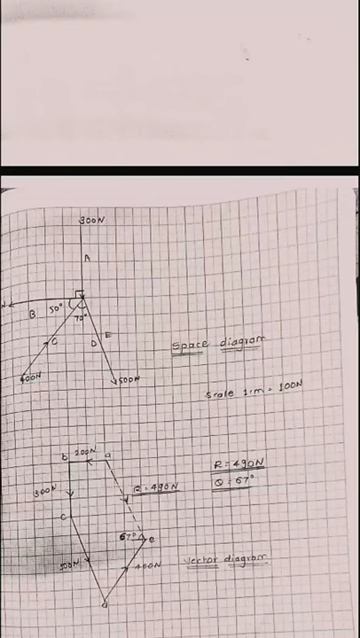 300N
A
B
50°
70°
C
D
E
400N
500N
Space diagram
Scale 1cm = 100N
b
200N
a
R = 490N
Q = 67°
300N
R = 490N
c
67°
e
500N
400N
Vector diagram
d